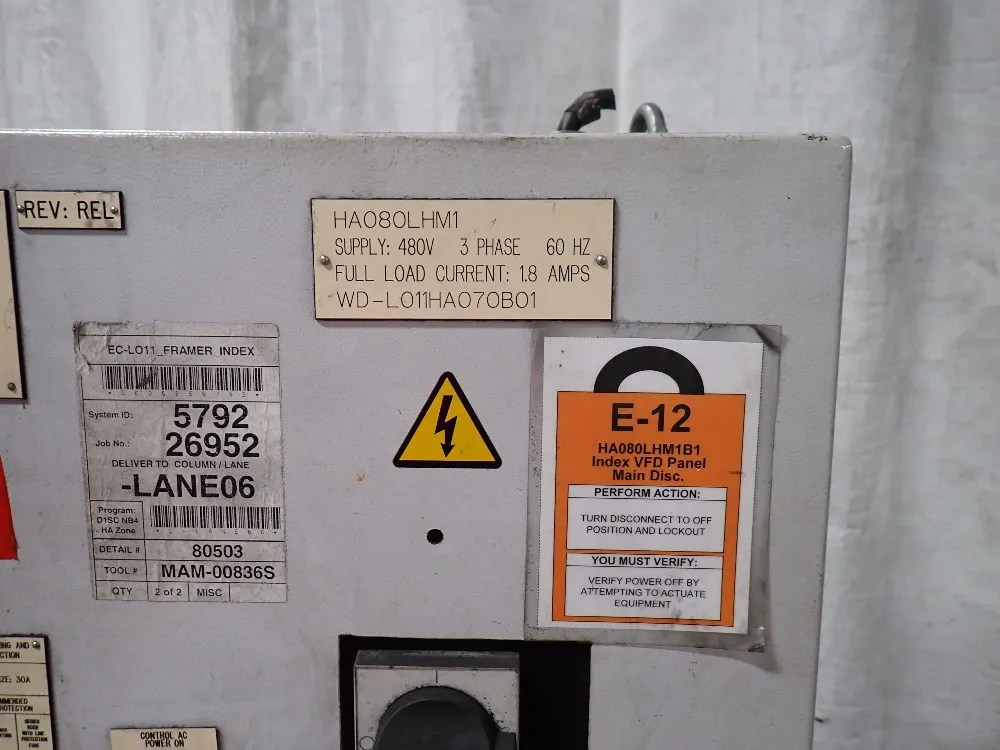 REV: REL
HA080LHM1
SUPPLY: 480V 3 PHASE 60 HZ
FULL LOAD CURRENT: 1.8 AMPS
WD-L011HA070B01
EC-L011_FRAMER INDEX
System ID: 5792
Job No.: 26952
DELIVER TO COLUMN / LANE
-LANE06
Program:
D1SC NB4
HA Zone
DETAIL # 80503
TOOL # MAM-00836S
QTY 2 of 2 MISC
E-12
HA080LHM1B1
Index VFD Panel
Main Disc.
PERFORM ACTION:
TURN DISCONNECT TO OFF
POSITION AND LOCKOUT
YOU MUST VERIFY:
VERIFY POWER OFF BY
ATTEMPTING TO ACTUATE
EQUIPMENT
AND
30A
CONTROL AC
POWER ON